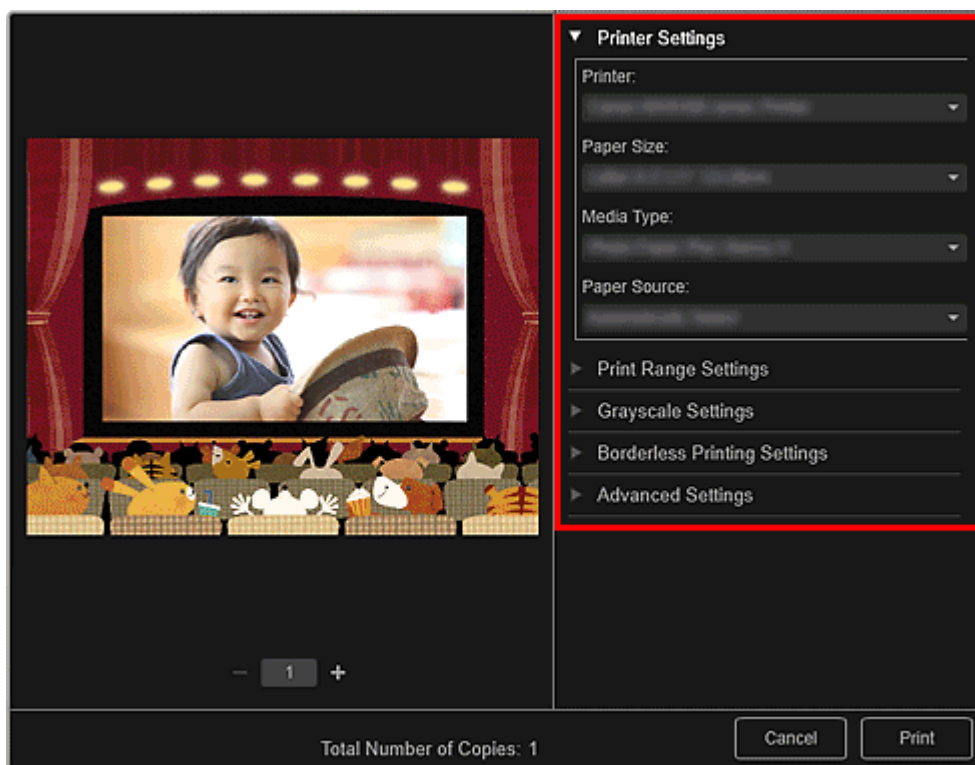 Printer Settings
Printer:
Paper Size:
Media Type:
Paper Source:
Print Range Settings
Grayscale Settings
Borderless Printing Settings
Advanced Settings
1
Total Number of Copies: 1
Cancel
Print